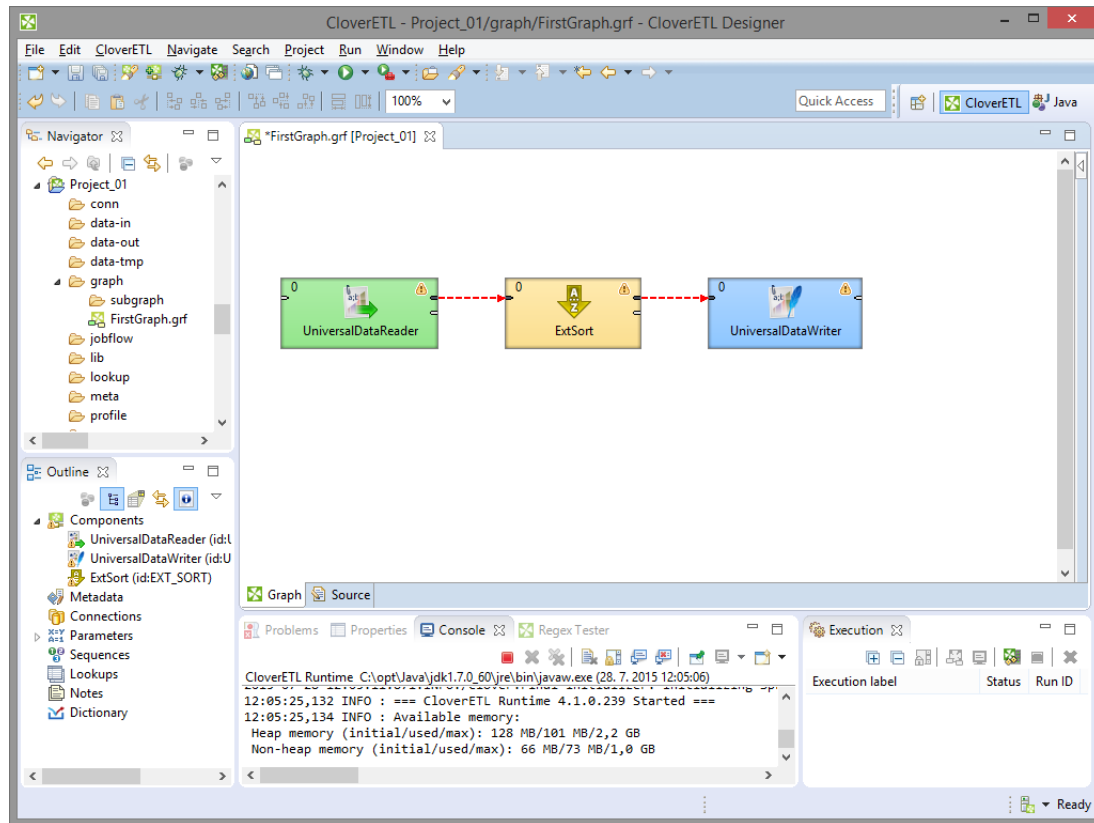 CloverETL - Project_01/graph/FirstGraph.grf - CloverETL Designer
File Edit CloverETL Navigate Search Project Run Window Help
100% Quick Access CloverETL Java
Navigator
Project_01
conn
data-in
data-out
data-tmp
graph
subgraph
FirstGraph.grf
jobflow
lib
lookup
meta
profile
*FirstGraph.grf [Project_01]
0 0 0
UniversalDataReader ExtSort UniversalDataWriter
Graph Source
Outline
Components
UniversalDataReader (id:U
UniversalDataWriter (id:U
ExtSort (id:EXT_SORT)
Metadata
Connections
Parameters
Sequences
Lookups
Notes
Dictionary
Problems Properties Console Regex Tester
CloverETL Runtime C:\opt\Java\jdk1.7.0_60\jre\bin\javaw.exe (28. 7. 2015 12:05:06)
12:05:25,132 INFO : === CloverETL Runtime 4.1.0.239 Started ===
12:05:25,134 INFO : Available memory:
Heap memory (initial/used/max): 128 MB/101 MB/2,2 GB
Non-heap memory (initial/used/max): 66 MB/73 MB/1,0 GB
Execution
Execution label Status Run ID
Ready